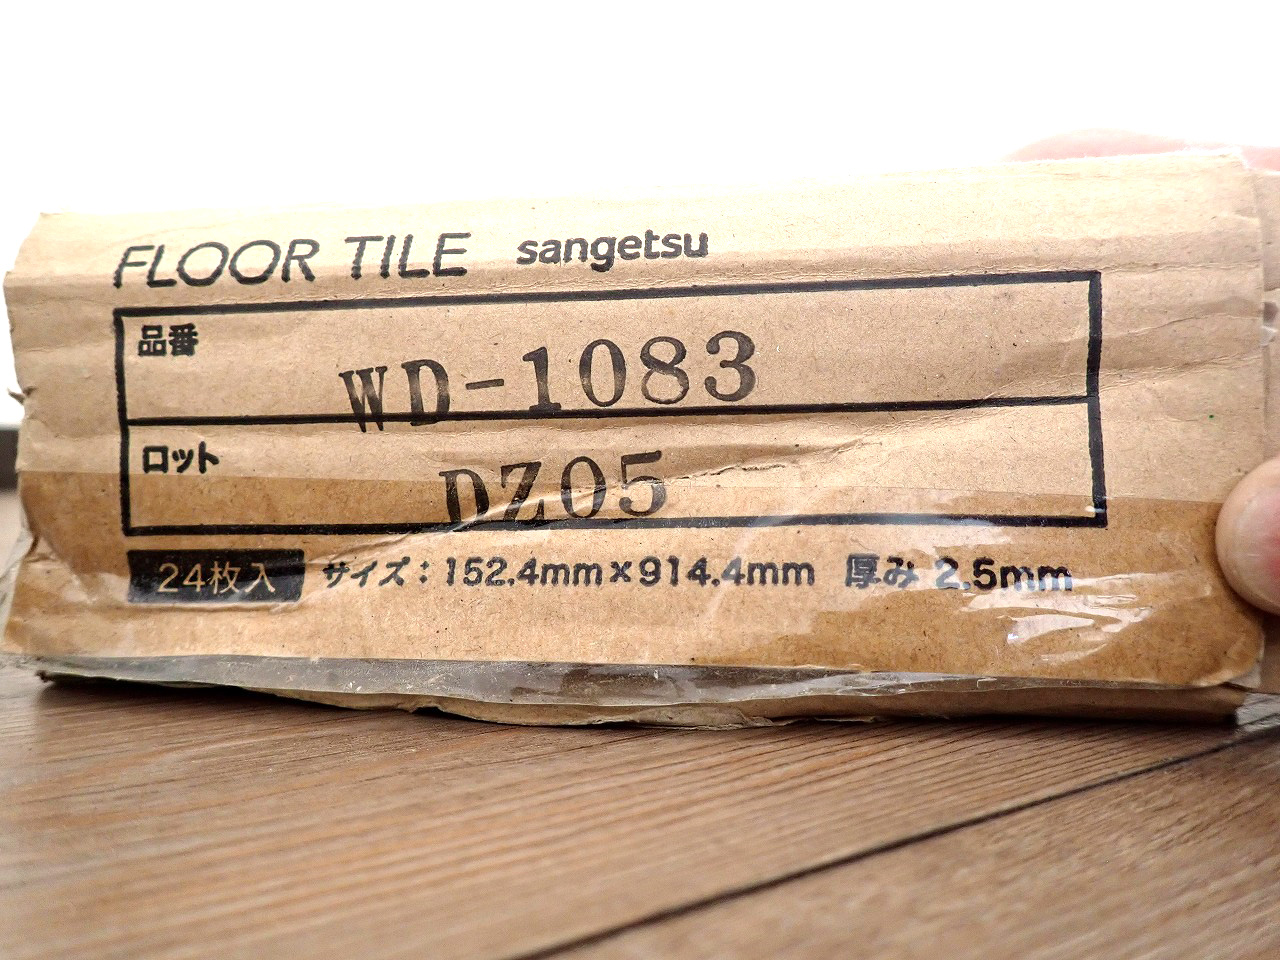 FLOOR TILE sangetsu
品番
WD-1083
ロット
DZ05
24枚入 サイズ：152.4mm×914.4mm 厚み 2.5mm